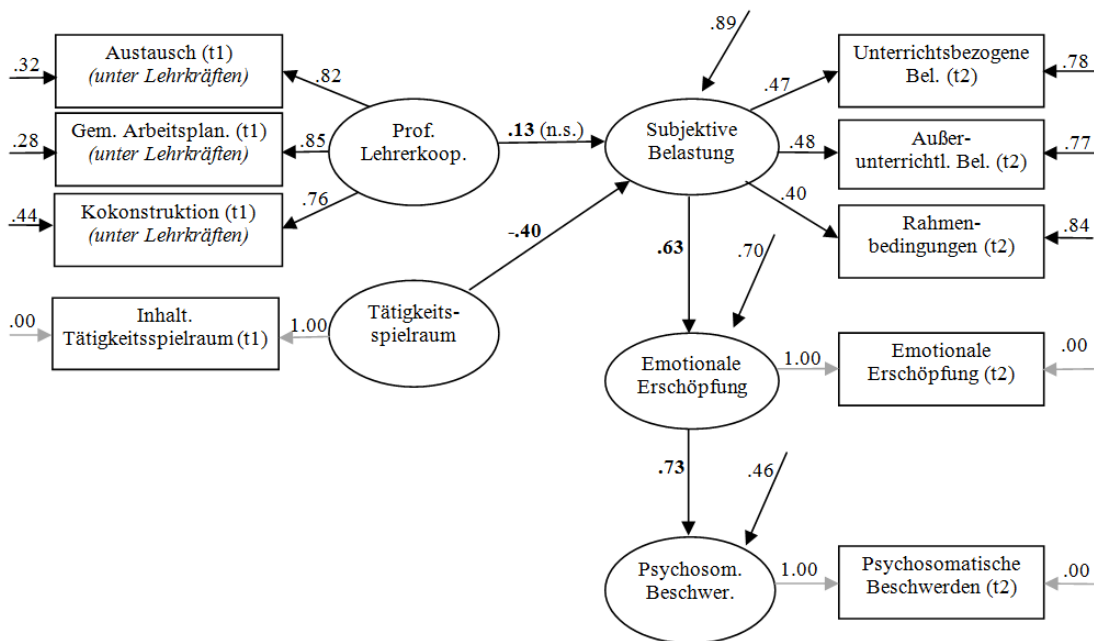 .32
Austausch (t1)
(unter Lehrkräften)
.82
.28
Gem. Arbeitsplan. (t1)
(unter Lehrkräften)
.85
.44
Kokonstruktion (t1)
(unter Lehrkräften)
.76
Prof.
Lehrerkoop.
.13 (n.s.)
.00
Inhalt.
Tätigkeitsspielraum (t1)
1.00
Tätigkeits-
spielraum
-.40
.89
Subjektive
Belastung
.47
Unterrichtsbezogene
Bel. (t2)
.78
.48
Außer-
unterrichtl. Bel. (t2)
.77
.40
Rahmen-
bedingungen (t2)
.84
.63
.70
Emotionale
Erschöpfung
1.00
Emotionale
Erschöpfung (t2)
.00
.73
.46
Psychosom.
Beschwer.
1.00
Psychosomatische
Beschwerden (t2)
.00